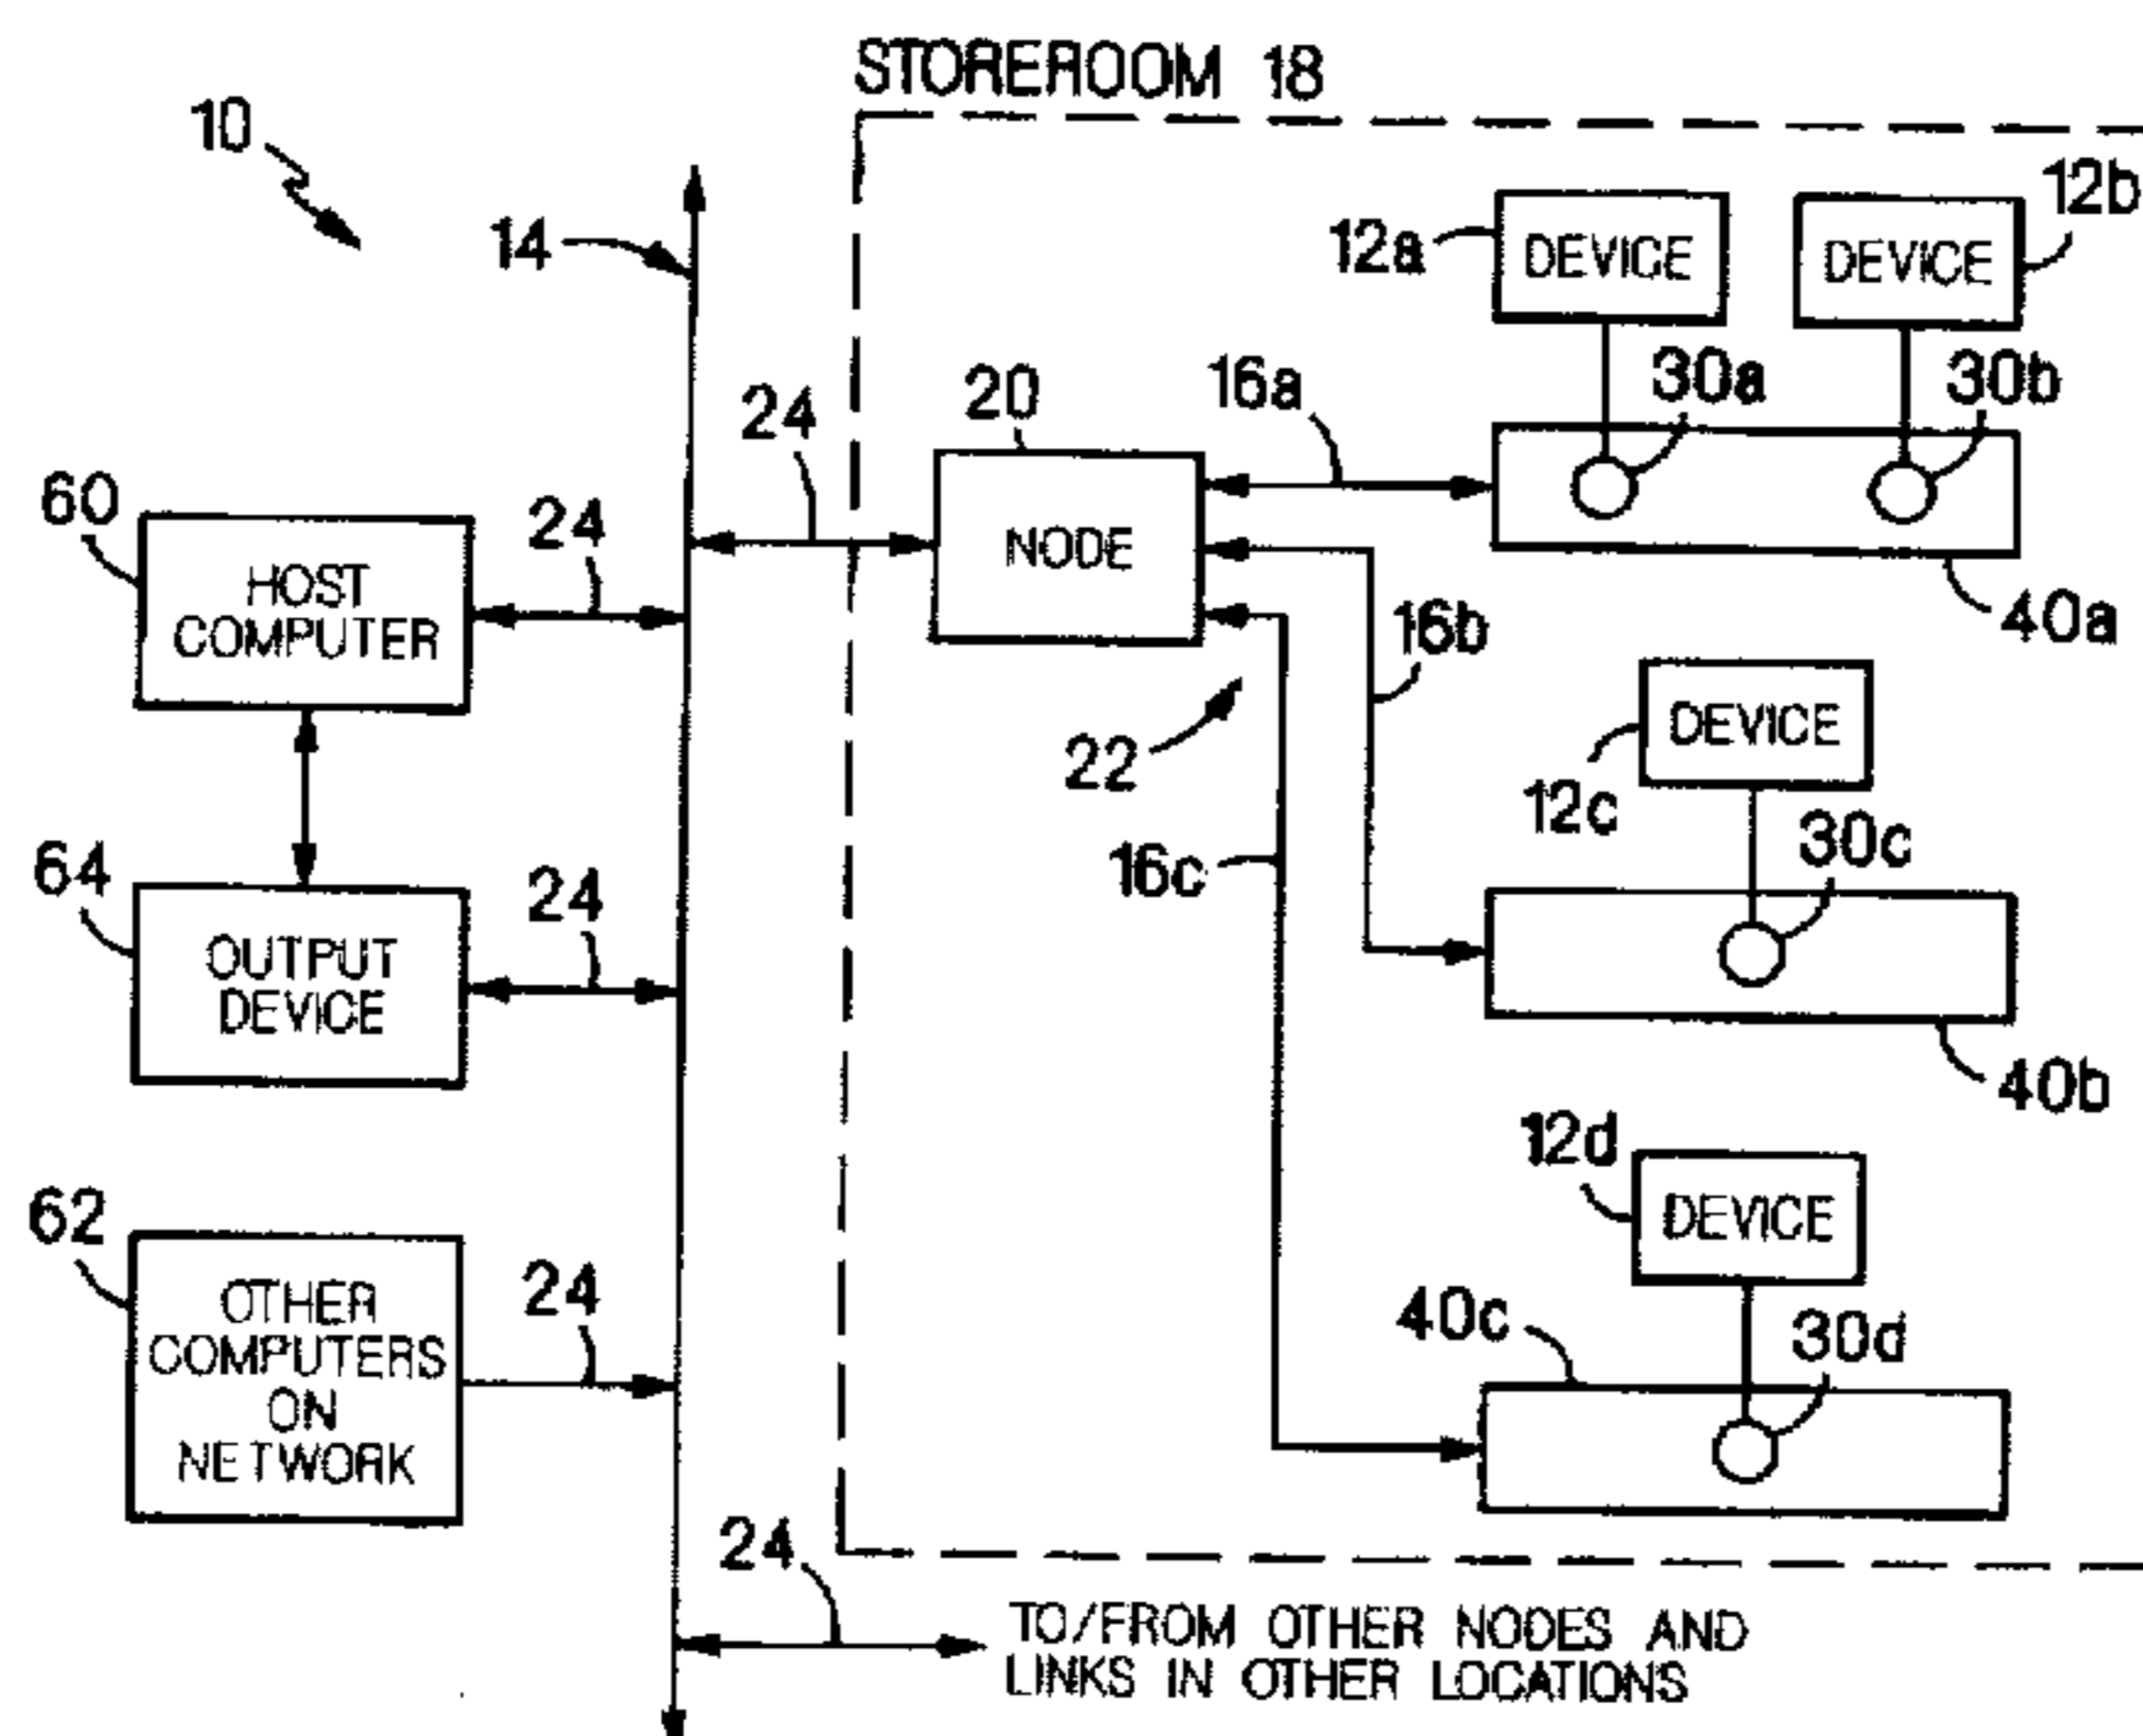 STOREROOM 18
10
14
12a
DEVICE
12b
DEVICE
30a
30b
24
20
16a
NODE
40a
60
HOST
COMPUTER
24
16b
22
12c
DEVICE
30c
16c
40b
64
OUTPUT
DEVICE
24
12d
DEVICE
40c
30d
62
OTHER
COMPUTERS
ON
NETWORK
24
24
TO/FROM OTHER NODES AND
LINKS IN OTHER LOCATIONS